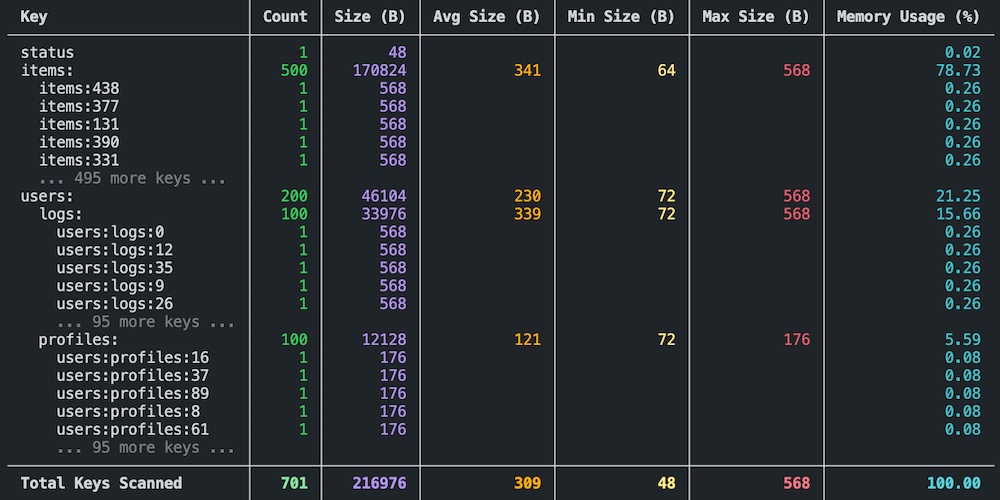 Key Count Size (B) Avg Size (B) Min Size (B) Max Size (B) Memory Usage (%)
status 1 48 0.02
items: 500 170824 341 64 568 78.73
items:438 1 568 0.26
items:377 1 568 0.26
items:131 1 568 0.26
items:390 1 568 0.26
items:331 1 568 0.26
... 495 more keys ...
users: 200 46104 230 72 568 21.25
logs: 100 33976 339 72 568 15.66
users:logs:0 1 568 0.26
users:logs:12 1 568 0.26
users:logs:35 1 568 0.26
users:logs:9 1 568 0.26
users:logs:26 1 568 0.26
... 95 more keys ...
profiles: 100 12128 121 72 176 5.59
users:profiles:16 1 176 0.08
users:profiles:37 1 176 0.08
users:profiles:89 1 176 0.08
users:profiles:8 1 176 0.08
users:profiles:61 1 176 0.08
... 95 more keys ...
Total Keys Scanned 701 216976 309 48 568 100.00